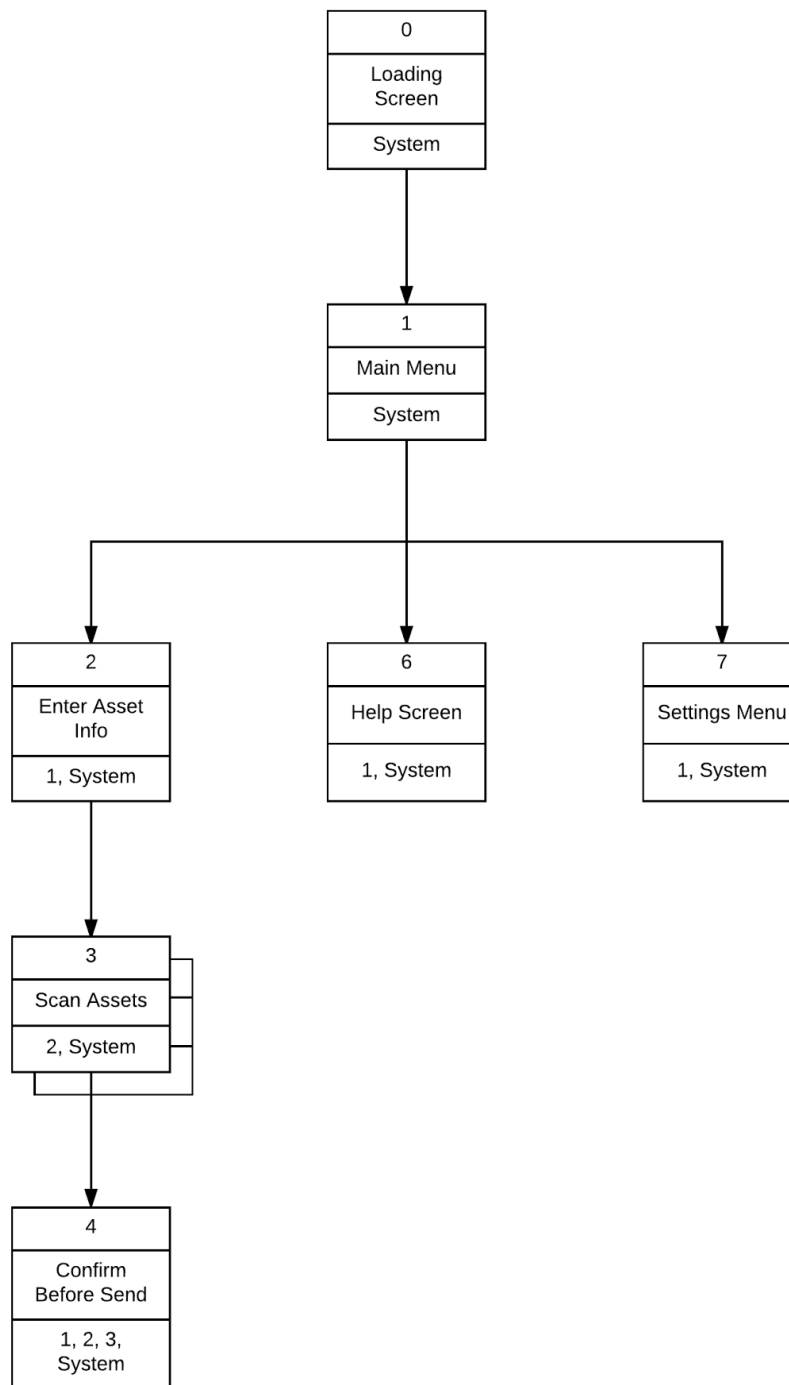 0
Loading
Screen
System
1
Main Menu
System
2
Enter Asset
Info
1, System
6
Help Screen
1, System
7
Settings Menu
1, System
3
Scan Assets
2, System
4
Confirm
Before Send
1, 2, 3,
System